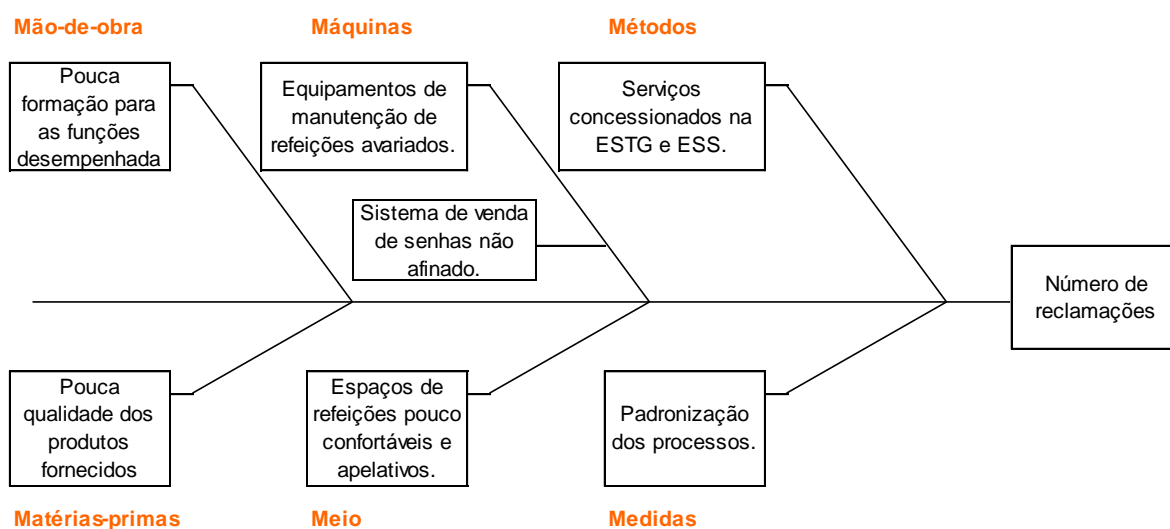 Mão-de-obra
Máquinas
Métodos
Pouca
formação para
as funções
desempenhada
Equipamentos de
manutenção de
refeições avariados.
Serviços
concessionados na
ESTG e ESS.
Sistema de venda
de senhas não
afinado.
Número de
reclamações
Pouca
qualidade dos
produtos
fornecidos
Espaços de
refeições pouco
confortáveis e
apelativos.
Padronização
dos processos.
Matérias-primas
Meio
Medidas